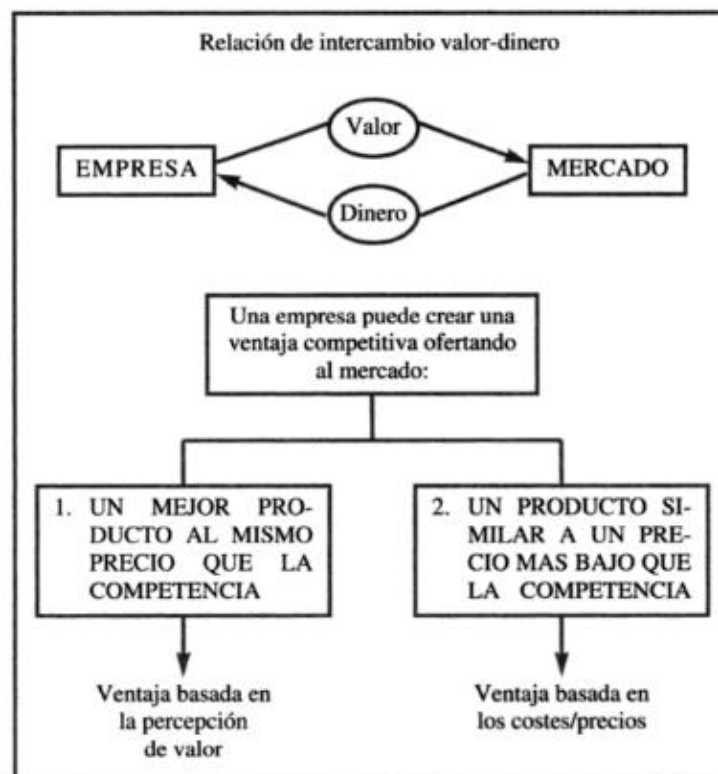 Relación de intercambio valor-dinero
Valor
EMPRESA
MERCADO
Dinero
Una empresa puede crear una
ventaja competitiva ofertando
al mercado:
1. UN MEJOR PRO-
DUCTO AL MISMO
PRECIO QUE LA
COMPETENCIA
2. UN PRODUCTO SI-
MILAR A UN PRE-
CIO MAS BAJO QUE
LA COMPETENCIA
Ventaja basada en
la percepción
de valor
Ventaja basada en
los costes/precios